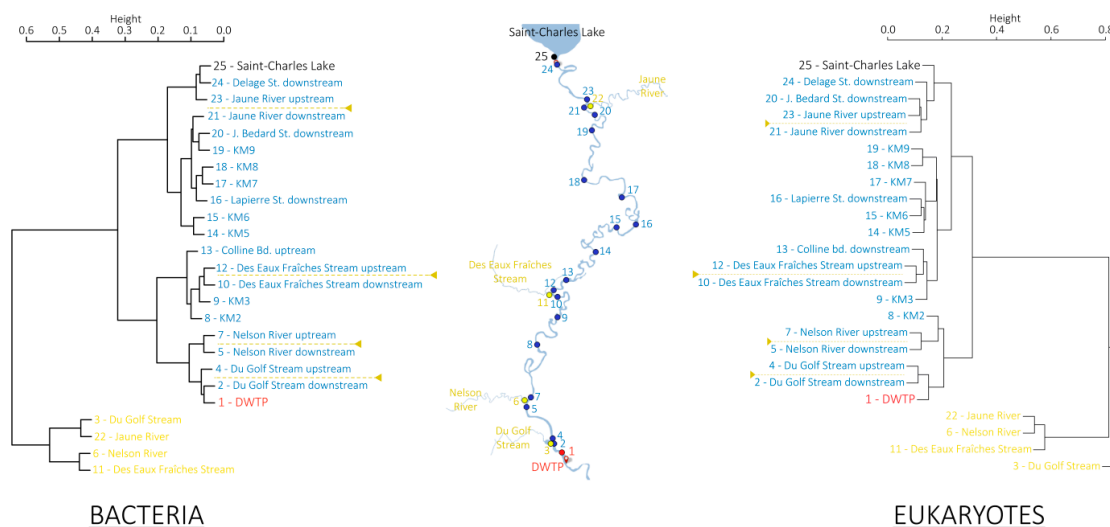 Height
0.6 0.5 0.4 0.3 0.2 0.1 0.0
25 - Saint-Charles Lake
24 - Delage St. downstream
23 - Jaune River upstream
21 - Jaune River downstream
20 - J. Bedard St. downstream
19 - KM9
18 - KM8
17 - KM7
16 - Lapierre St. downstream
15 - KM6
14 - KM5
13 - Colline Bd. uptream
12 - Des Eaux Fraîches Stream upstream
10 - Des Eaux Fraîches Stream downstream
9 - KM3
8 - KM2
7 - Nelson River uptream
5 - Nelson River downstream
4 - Du Golf Stream upstream
2 - Du Golf Stream downstream
1 - DWTP
3 - Du Golf Stream
22 - Jaune River
6 - Nelson River
11 - Des Eaux Fraîches Stream
BACTERIA
Saint-Charles Lake
25
24
Jaune
River
23
22
21
20
19
18
17
16
15
14
Des Eaux Fraîches
Stream
13
12
11
10
9
8
Nelson
River
7
6
5
Du Golf
Stream
4
3
2
1
DWTP
Height
0.0 0.2 0.4 0.6 0.8
25 - Saint-Charles Lake
24 - Delage St. downstream
20 - J. Bedard St. downstream
23 - Jaune River upstream
21 - Jaune River downstream
19 - KM9
18 - KM8
17 - KM7
16 - Lapierre St. downstream
15 - KM6
14 - KM5
13 - Colline bd. downstream
12 - Des Eaux Fraîches Stream upstream
10 - Des Eaux Fraîches Stream downstream
9 - KM3
8 - KM2
7 - Nelson River upstream
5 - Nelson River downstream
4 - Du Golf Stream upstream
2 - Du Golf Stream downstream
1 - DWTP
22 - Jaune River
6 - Nelson River
11 - Des Eaux Fraîches Stream
3 - Du Golf Stream
EUKARYOTES